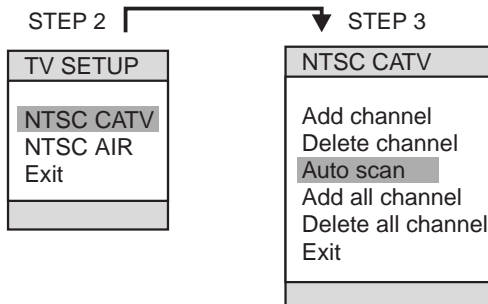 STEP 2
STEP 3
TV SETUP
NTSC CATV
NTSC AIR
Exit
NTSC CATV
Add channel
Delete channel
Auto scan
Add all channel
Delete all channel
Exit